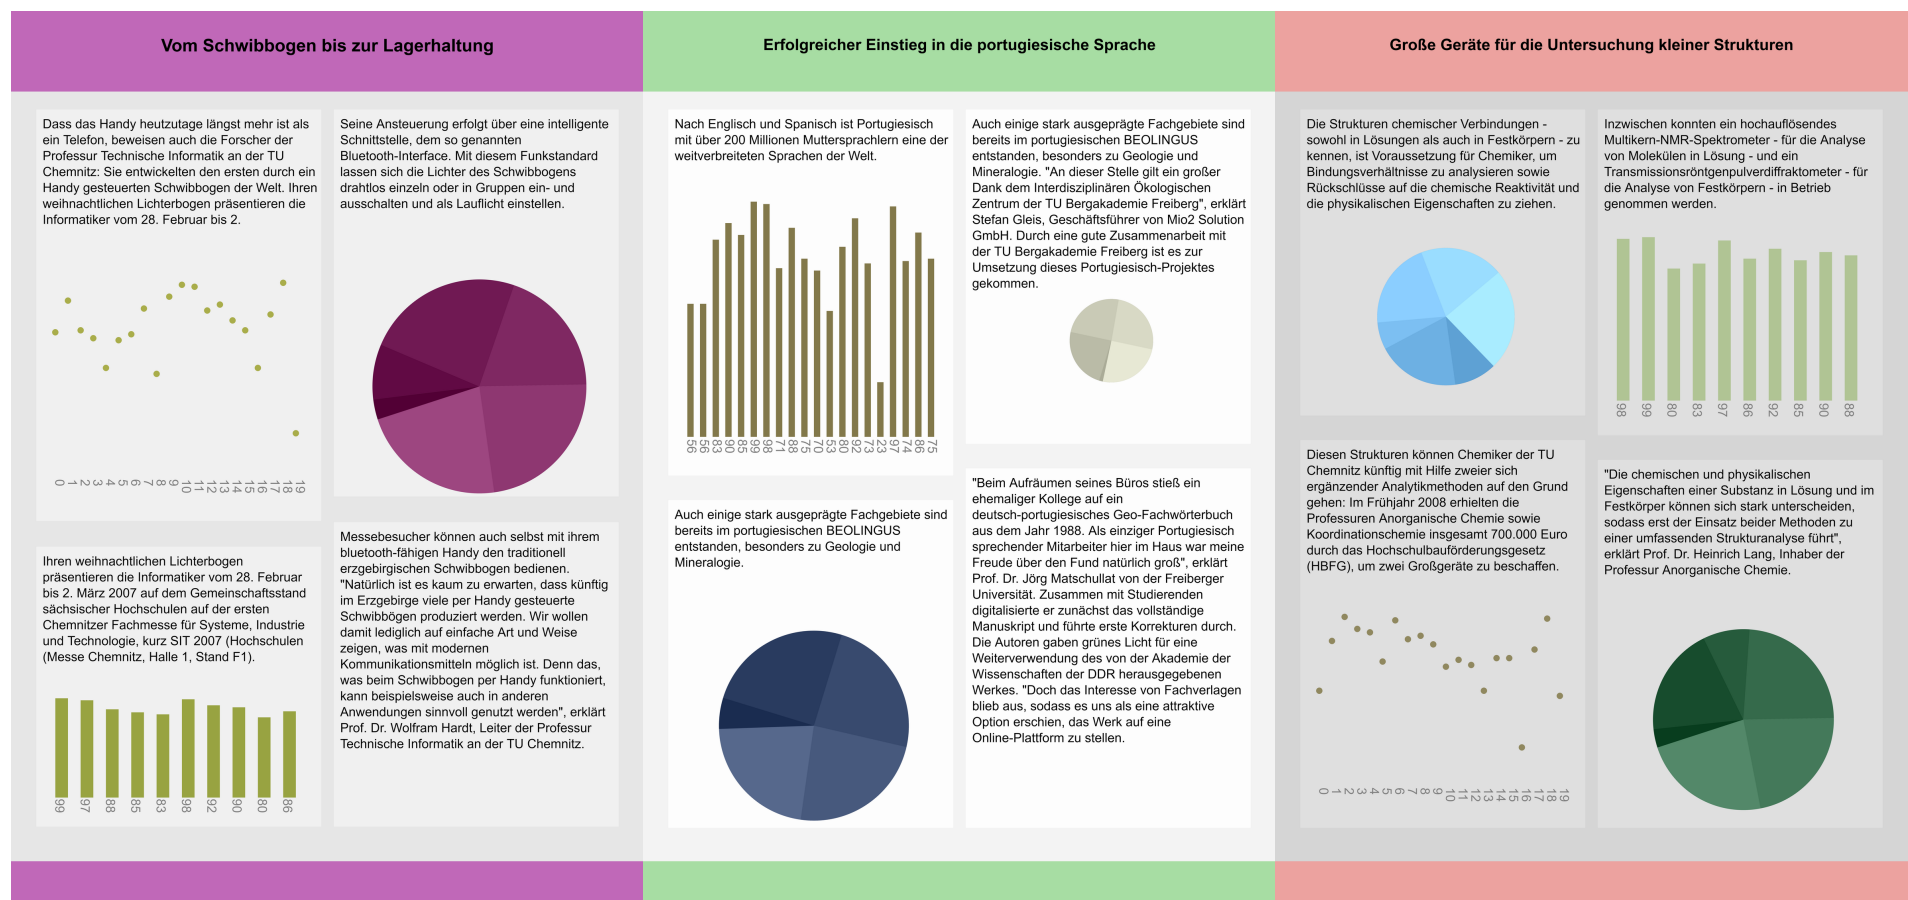 Vom Schwibbogen bis zur Lagerhaltung
Dass das Handy heutzutage längst mehr ist als
ein Telefon, beweisen auch die Forscher der
Professur Technische Informatik an der TU
Chemnitz: Sie entwickelten den ersten durch ein
Handy gesteuerten Schwibbogen der Welt. Ihren
weihnachtlichen Lichterbogen präsentieren die
Informatiker vom 28. Februar bis 2.
0 1 2 3 4 5 6 7 8 9 10 11 12 13 14 15 16 17 18 19
Ihren weihnachtlichen Lichterbogen
präsentieren die Informatiker vom 28. Februar
bis 2. März 2007 auf dem Gemeinschaftsstand
sächsischer Hochschulen auf der ersten
Chemnitzer Fachmesse für Systeme, Industrie
und Technologie, kurz SIT 2007 (Hochschulen
(Messe Chemnitz, Halle 1, Stand F1).
99 97 88 85 83 98 92 90 80 86
Seine Ansteuerung erfolgt über eine intelligente
Schnittstelle, dem so genannten
Bluetooth-Interface. Mit diesem Funkstandard
lassen sich die Lichter des Schwibbogens
drahtlos einzeln oder in Gruppen ein- und
ausschalten und als Lauflicht einstellen.
Messebesucher können auch selbst mit ihrem
bluetooth-fähigen Handy den traditionell
erzgebirgischen Schwibbogen bedienen.
"Natürlich ist es kaum zu erwarten, dass künftig
im Erzgebirge viele per Handy gesteuerte
Schwibbögen produziert werden. Wir wollen
damit lediglich auf einfache Art und Weise
zeigen, was mit modernen
Kommunikationsmitteln möglich ist. Denn das,
was beim Schwibbogen per Handy funktioniert,
kann beispielsweise auch in anderen
Anwendungen sinnvoll genutzt werden", erklärt
Prof. Dr. Wolfram Hardt, Leiter der Professur
Technische Informatik an der TU Chemnitz.
Erfolgreicher Einstieg in die portugiesische Sprache
Nach Englisch und Spanisch ist Portugiesisch
mit über 200 Millionen Muttersprachlern eine der
weitverbreiteten Sprachen der Welt.
56 56 83 90 85 99 98 71 88 75 70 53 80 92 73 23 97 74 86 75
Auch einige stark ausgeprägte Fachgebiete sind
bereits im portugiesischen BEOLINGUS
entstanden, besonders zu Geologie und
Mineralogie.
Auch einige stark ausgeprägte Fachgebiete sind
bereits im portugiesischen BEOLINGUS
entstanden, besonders zu Geologie und
Mineralogie. "An dieser Stelle gilt ein großer
Dank dem Interdisziplinären Ökologischen
Zentrum der TU Bergakademie Freiberg", erklärt
Stefan Gleis, Geschäftsführer von Mio2 Solution
GmbH. Durch eine gute Zusammenarbeit mit
der TU Bergakademie Freiberg ist es zur
Umsetzung dieses Portugiesisch-Projektes
gekommen.
"Beim Aufräumen seines Büros stieß ein
ehemaliger Kollege auf ein
deutsch-portugiesisches Geo-Fachwörterbuch
aus dem Jahr 1988. Als einziger Portugiesisch
sprechender Mitarbeiter hier im Haus war meine
Freude über den Fund natürlich groß", erklärt
Prof. Dr. Jörg Matschullat von der Freiberger
Universität. Zusammen mit Studierenden
digitalisierte er zunächst das vollständige
Manuskript und führte erste Korrekturen durch.
Die Autoren gaben grünes Licht für eine
Weiterverwendung des von der Akademie der
Wissenschaften der DDR herausgegebenen
Werkes. "Doch das Interesse von Fachverlagen
blieb aus, sodass es uns als eine attraktive
Option erschien, das Werk auf eine
Online-Plattform zu stellen.
Große Geräte für die Untersuchung kleiner Strukturen
Die Strukturen chemischer Verbindungen -
sowohl in Lösungen als auch in Festkörpern - zu
kennen, ist Voraussetzung für Chemiker, um
Bindungsverhältnisse zu analysieren sowie
Rückschlüsse auf die chemische Reaktivität und
die physikalischen Eigenschaften zu ziehen.
Diesen Strukturen können Chemiker der TU
Chemnitz künftig mit Hilfe zweier sich
ergänzender Analytikmethoden auf den Grund
gehen: Im Frühjahr 2008 erhielten die
Professuren Anorganische Chemie sowie
Koordinationschemie insgesamt 700.000 Euro
durch das Hochschulbauförderungsgesetz
(HBFG), um zwei Großgeräte zu beschaffen.
0 1 2 3 4 5 6 7 8 9 10 11 12 13 14 15 16 17 18 19
Inzwischen konnten ein hochauflösendes
Multikern-NMR-Spektrometer - für die Analyse
von Molekülen in Lösung - und ein
Transmissionsröntgenpulverdiffraktometer - für
die Analyse von Festkörpern - in Betrieb
genommen werden.
98 99 80 83 97 86 92 85 90 88
"Die chemischen und physikalischen
Eigenschaften einer Substanz in Lösung und im
Festkörper können sich stark unterscheiden,
sodass erst der Einsatz beider Methoden zu
einer umfassenden Strukturanalyse führt",
erklärt Prof. Dr. Heinrich Lang, Inhaber der
Professur Anorganische Chemie.